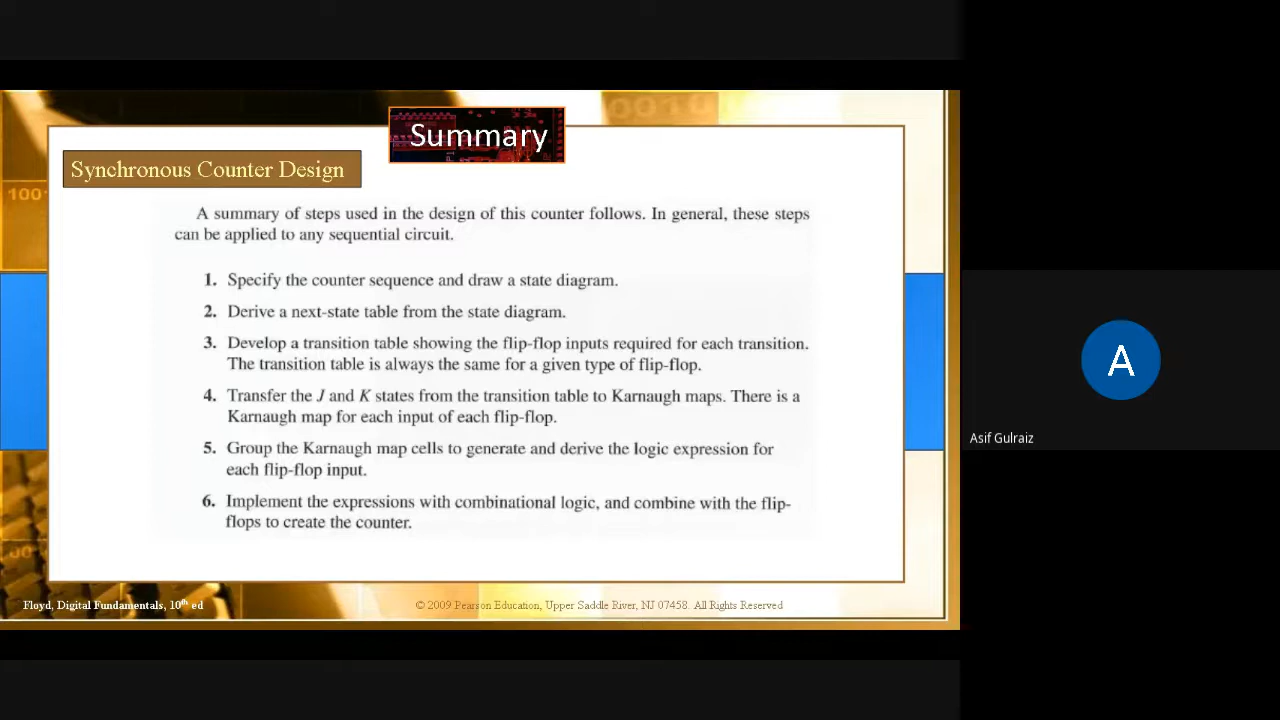 Summary
Synchronous Counter Design
A summary of steps used in the design of this counter follows. In general, these steps
can be applied to any sequential circuit.
1. Specify the counter sequence and draw a state diagram.
2. Derive a next-state table from the state diagram.
3. Develop a transition table showing the flip-flop inputs required for each transition.
The transition table is always the same for a given type of flip-flop.
4. Transfer the J and K states from the transition table to Karnaugh maps. There is a
Karnaugh map for each input of each flip-flop.
5. Group the Karnaugh map cells to generate and derive the logic expression for
each flip-flop input.
6. Implement the expressions with combinational logic, and combine with the flip-
flops to create the counter.
Floyd, Digital Fundamentals, 10th ed
© 2009 Pearson Education, Upper Saddle River, NJ 07458. All Rights Reserved
A
Asif Gulraiz